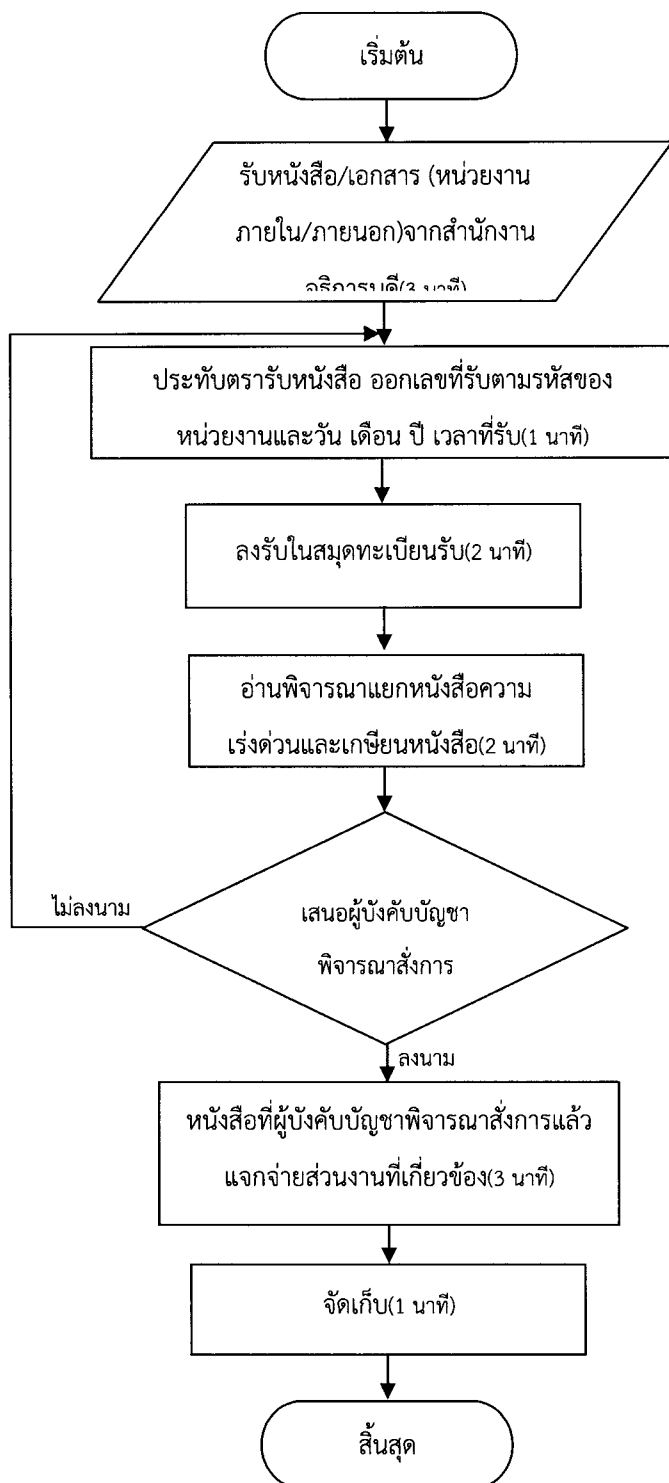 เริ่มต้น
รับหนังสือ/เอกสาร (หน่วยงาน
ภายใน/ภายนอก)จากสำนักงาน
อธิการบดี(3 นาที)
ประทับตรารับหนังสือ ออกเลขที่รับตามรหัสของ
หน่วยงานและวัน เดือน ปี เวลาที่รับ(1 นาที)
ลงรับในสมุดทะเบียนรับ(2 นาที)
อ่านพิจารณาแยกหนังสือความ
เร่งด่วนและเกษียนหนังสือ(2 นาที)
ไม่ลงนาม
เสนอผู้บังคับบัญชา
พิจารณาสั่งการ
ลงนาม
หนังสือที่ผู้บังคับบัญชาพิจารณาสั่งการแล้ว
แจกจ่ายส่วนงานที่เกี่ยวข้อง(3 นาที)
จัดเก็บ(1 นาที)
สิ้นสุด